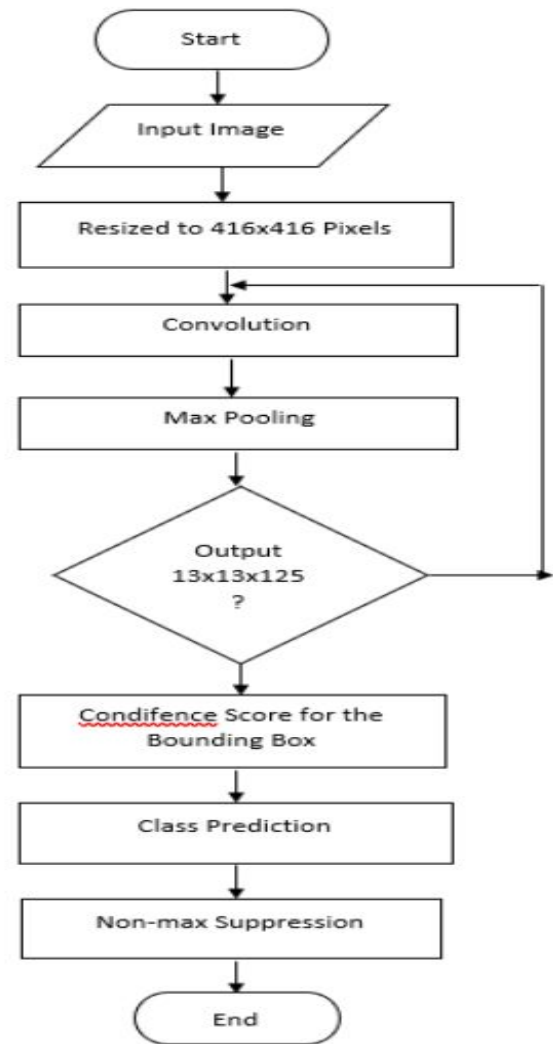 Start
Input Image
Resized to 416x416 Pixels
Convolution
Max Pooling
Output
13x13x125
?
Condifence Score for the
Bounding Box
Class Prediction
Non-max Suppression
End